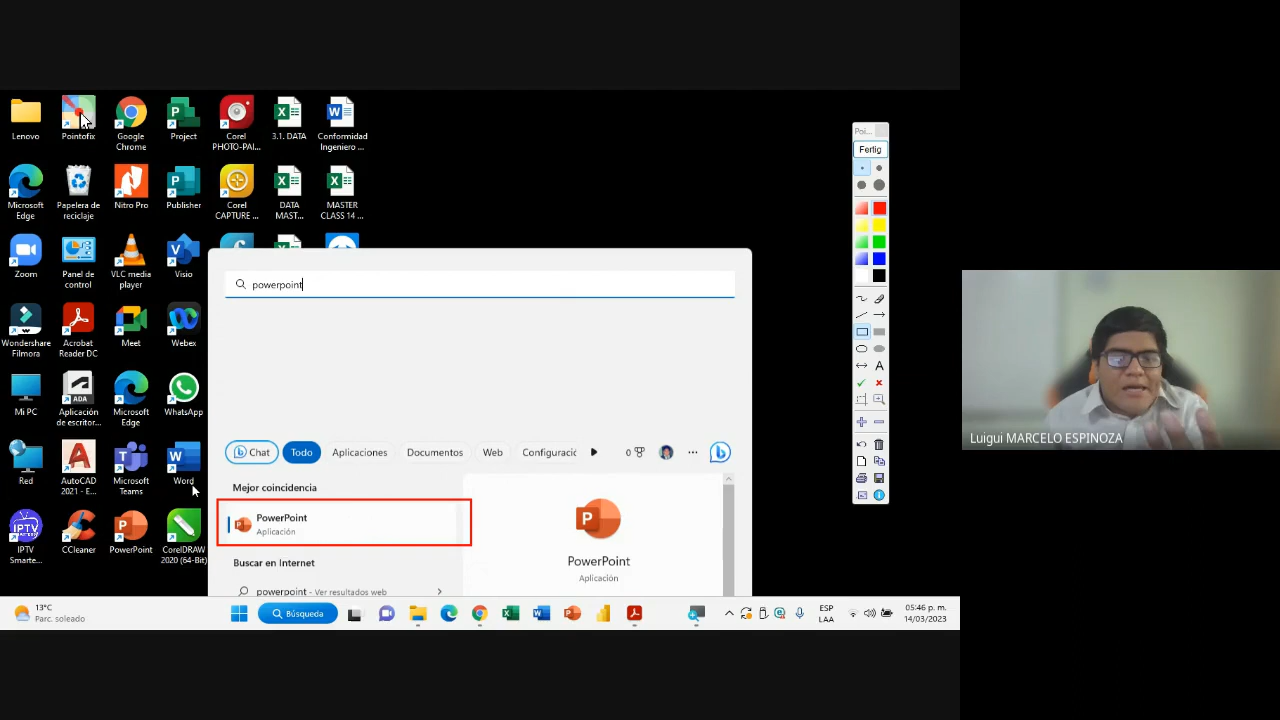 Lenovo
Pointofix
Google
Chrome
Project
Corel
PHOTO-PAI...
3.1. DATA
Conformidad
Ingeniero ...
Microsoft
Edge
Papelera de
reciclaje
Nitro Pro
Publisher
Corel
CAPTURE ...
DATA
MAST...
MASTER
CLASS 14 ...
Zoom
Panel de
control
VLC media
player
Visio
Wondershare
Filmora
Acrobat
Reader DC
Meet
Webex
Mi PC
Aplicación
de escritor...
Microsoft
Edge
WhatsApp
Red
AutoCAD
2021 - E...
Microsoft
Teams
Word
IPTV
Smarte...
CCleaner
PowerPoint
CorelDRAW
2020 (64-Bit)
powerpoint
Chat
Todo
Aplicaciones
Documentos
Web
Configuració
0
Mejor coincidencia
PowerPoint
Aplicación
Buscar en Internet
powerpoint - Ver resultados web
PowerPoint
Aplicación
Poi...
Fertig
A
Luigui MARCELO ESPINOZA
13°C
Parc. soleado
Búsqueda
ESP
LAA
05:46 p. m.
14/03/2023